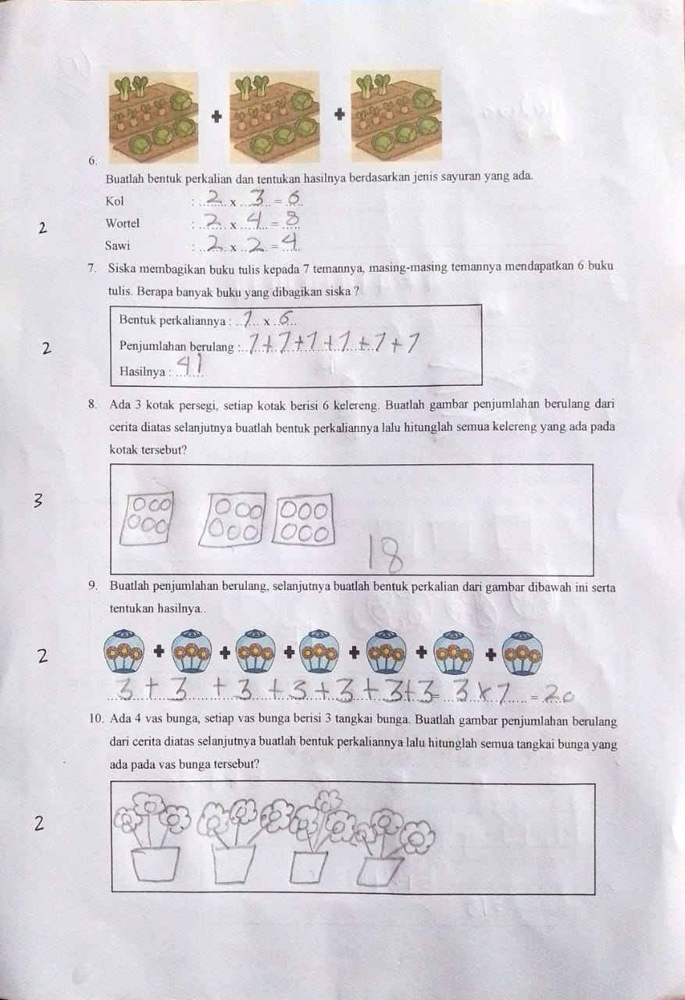 6.
Buatlah bentuk perkalian dan tentukan hasilnya berdasarkan jenis sayuran yang ada.
Kol : 2 x 3 = 6
2 Wortel : 2 x 4 = 8
Sawi : 2 x 2 = 4
7. Siska membagikan buku tulis kepada 7 temannya, masing-masing temannya mendapatkan 6 buku
tulis. Berapa banyak buku yang dibagikan siska ?
Bentuk perkaliannya : 7 x 6
2 Penjumlahan berulang : 7+7+7+7+7+7
Hasilnya : 41
8. Ada 3 kotak persegi, setiap kotak berisi 6 kelereng. Buatlah gambar penjumlahan berulang dari
cerita diatas selanjutnya buatlah bentuk perkaliannya lalu hitunglah semua kelereng yang ada pada
kotak tersebut?
3
18
9. Buatlah penjumlahan berulang, selanjutnya buatlah bentuk perkalian dari gambar dibawah ini serta
tentukan hasilnya..
2 + + + + + +
3 + 3 + 3 + 3 + 3 + 3 + 3 = 3 x 7 = 20
10. Ada 4 vas bunga, setiap vas bunga berisi 3 tangkai bunga. Buatlah gambar penjumlahan berulang
dari cerita diatas selanjutnya buatlah bentuk perkaliannya lalu hitunglah semua tangkai bunga yang
ada pada vas bunga tersebut?
2